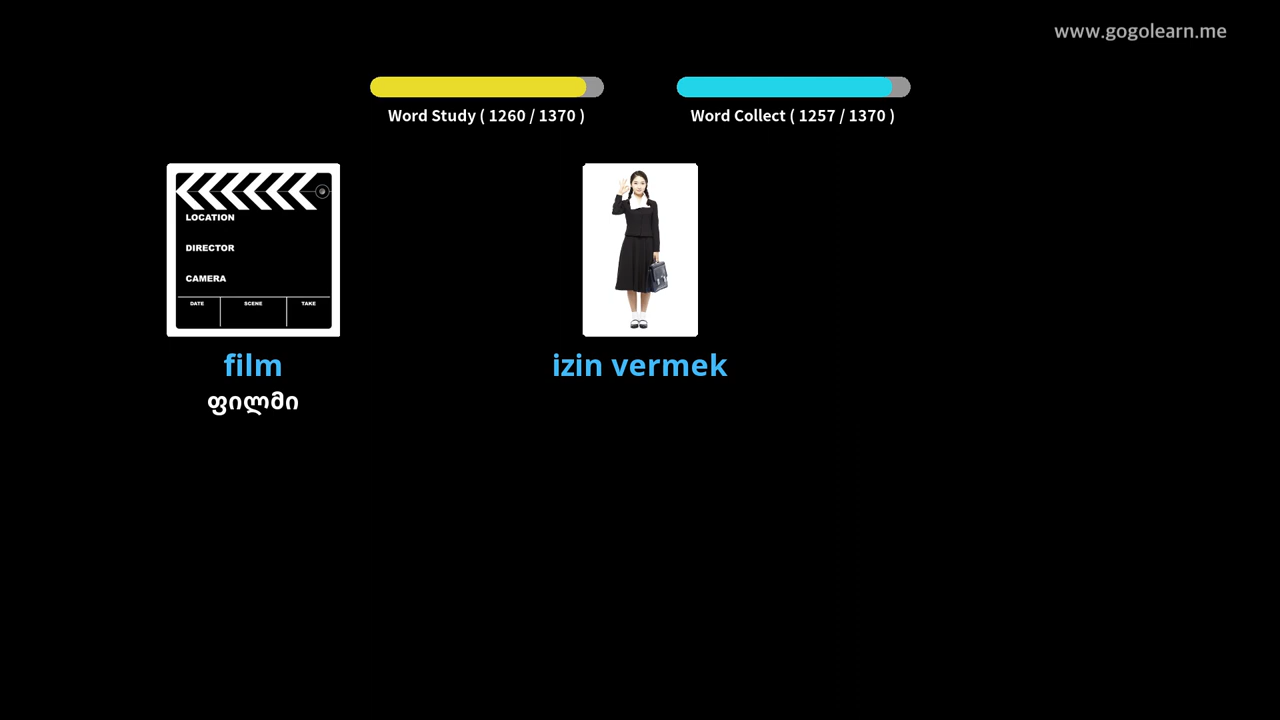 www.gogolearn.me
Word Study ( 1260 / 1370 )
Word Collect ( 1257 / 1370 )
LOCATION
DIRECTOR
CAMERA
DATE SCENE TAKE
film
ფილმი
izin vermek